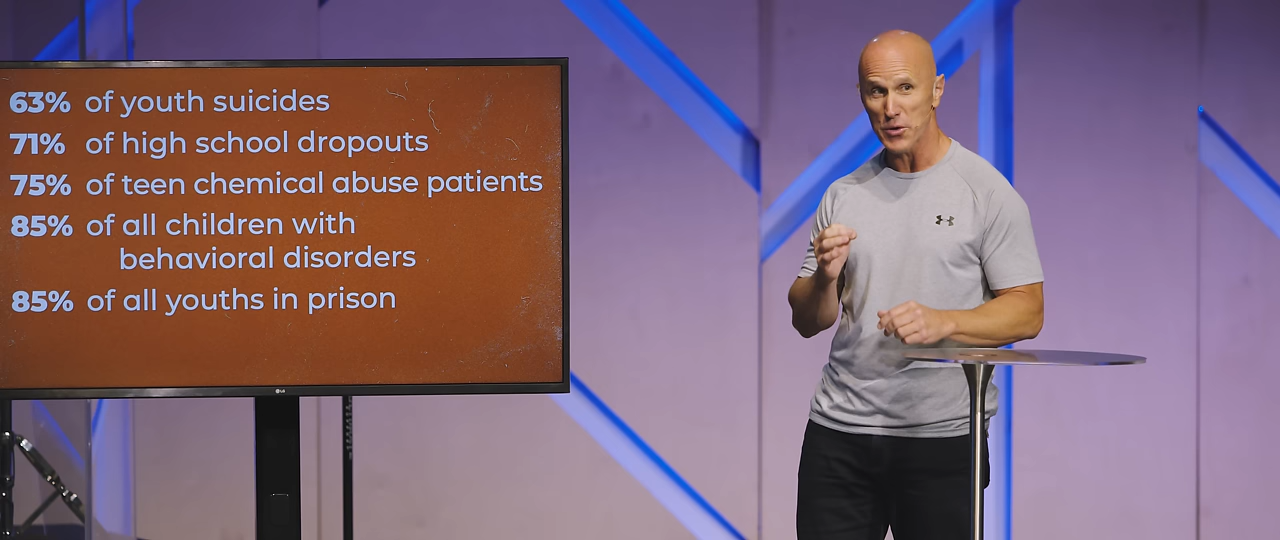 63% of youth suicides
71% of high school dropouts
75% of teen chemical abuse patients
85% of all children with
behavioral disorders
85% of all youths in prison
LG